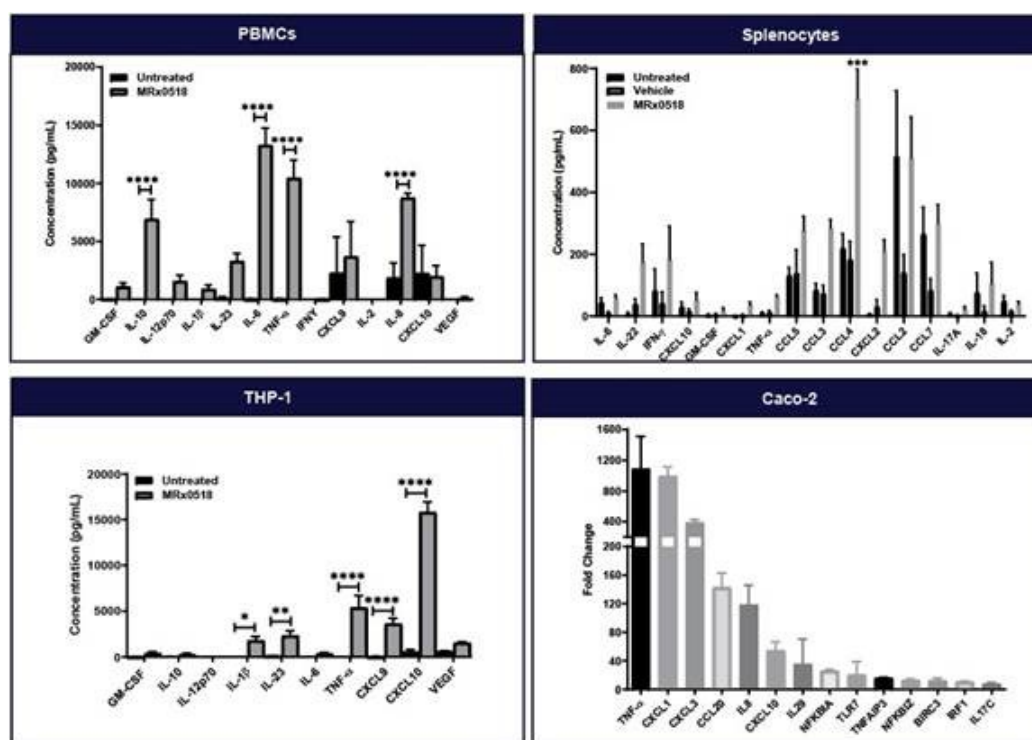 PBMCs
Concentration (pg/mL)
20000
15000
10000
5000
0
Untreated
MRx0518
****
****
****
****
GM-CSF
IL-10
IL-12p70
IL-1β
IL-23
IL-6
TNF-α
IFNY
CXCL9
IL-2
IL-8
CXCL10
VEGF
Splenocytes
Concentration (pg/mL)
800
600
400
200
0
Untreated
Vehicle
MRx0518
***
IL-6
IL-22
IFN-γ
CXCL10
GM-CSF
CXCL1
TNF-α
CCL5
CCL3
CCL4
CXCL2
CCL2
CCL7
IL-17A
IL-2
THP-1
Concentration (pg/mL)
20000
15000
10000
5000
0
Untreated
MRx0518
*
**
****
****
****
GM-CSF
IL-10
IL-12p70
IL-1β
IL-23
IL-6
TNF-α
CXCL9
CXCL10
VEGF
Caco-2
Fold Change
1600
1200
800
400
200
160
120
80
40
0
TNF-α
CXCL1
CXCL3
CCL20
IL8
CXCL10
IL29
NFKBIA
TLR7
TNFAIP3
NFKBIZ
BIRC3
IRF1
IL17C